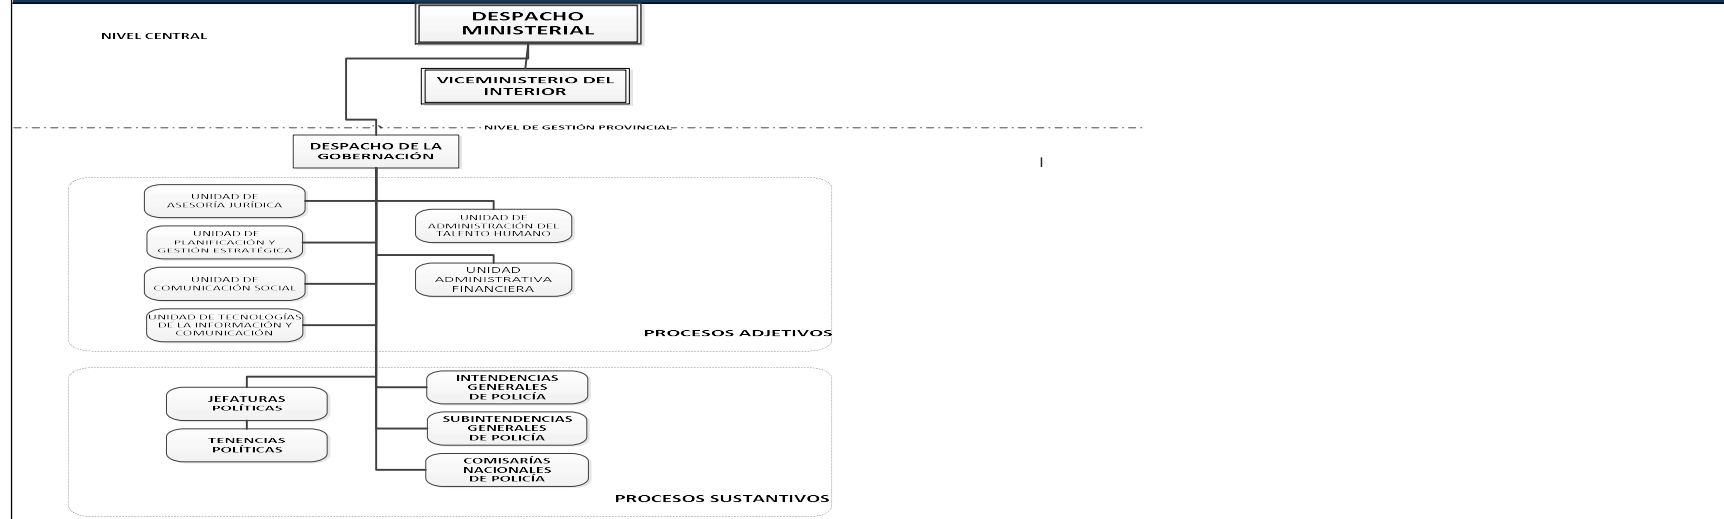 DESPACHO
MINISTERIAL
NIVEL CENTRAL
VICEMINISTERIO DEL
INTERIOR
NIVEL DE GESTIÓN PROVINCIAL
DESPACHO DE LA
GOBERNACIÓN
UNIDAD DE
ASESORÍA JURÍDICA
UNIDAD DE
ADMINISTRACIÓN DEL
TALENTO HUMANO
UNIDAD DE
PLANIFICACIÓN Y
GESTIÓN ESTRATÉGICA
UNIDAD
ADMINISTRATIVA
FINANCIERA
UNIDAD DE
COMUNICACIÓN SOCIAL
UNIDAD DE TECNOLOGÍAS
DE LA INFORMACIÓN Y
COMUNICACIÓN
PROCESOS ADJETIVOS
JEFATURAS
POLÍTICAS
INTENDENCIAS
GENERALES
DE POLICÍA
TENENCIAS
POLÍTICAS
SUBINTENDENCIAS
GENERALES
DE POLICÍA
COMISARÍAS
NACIONALES
DE POLICÍA
PROCESOS SUSTANTIVOS